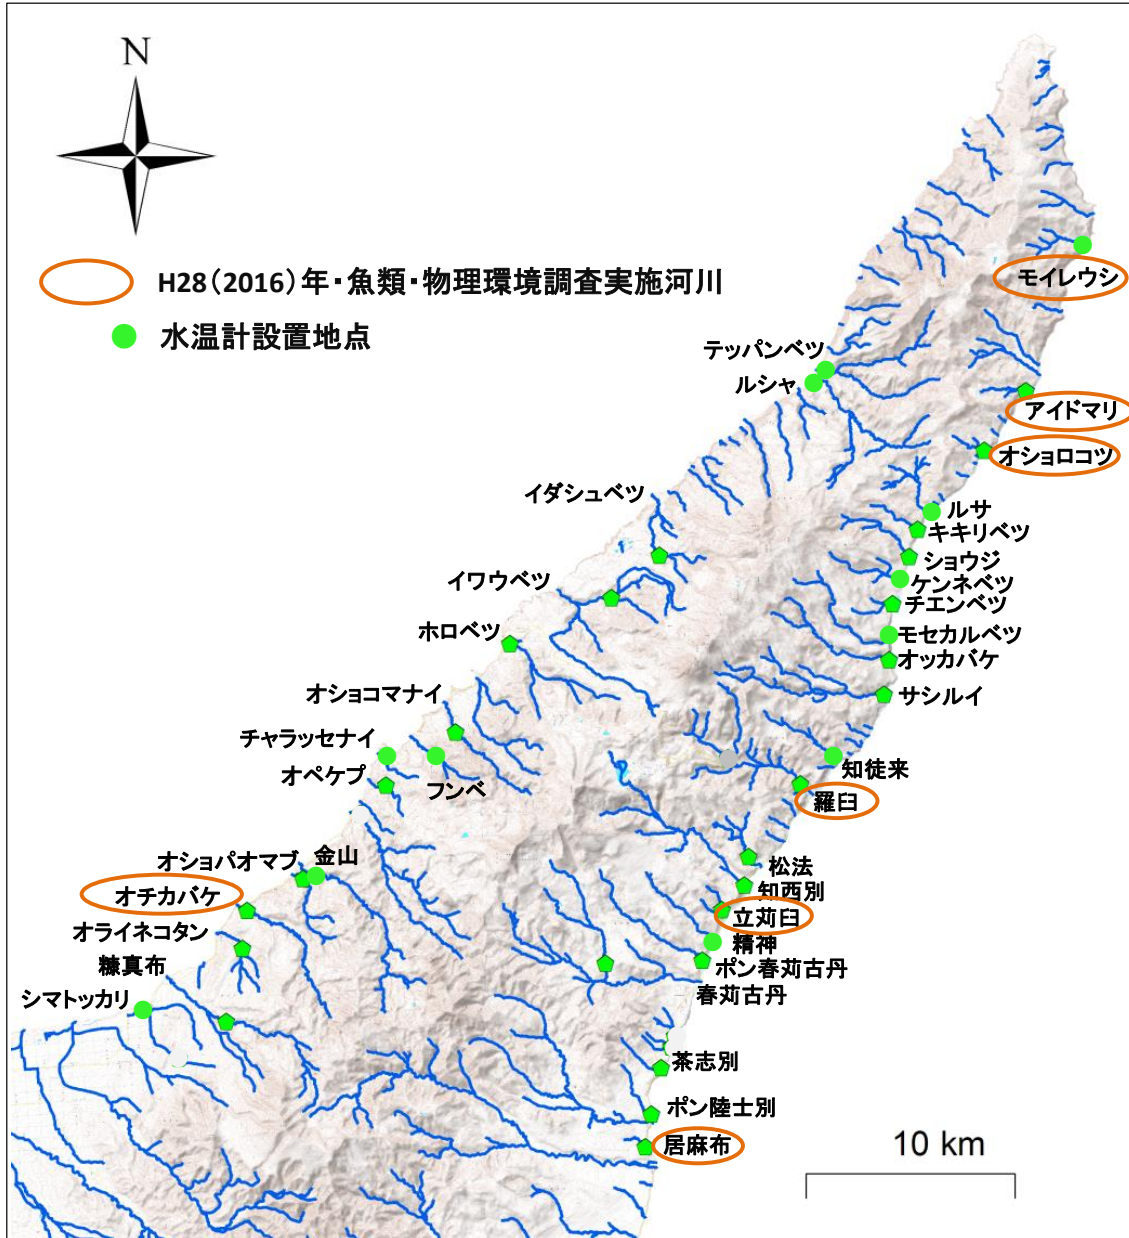 N
H28(2016)年・魚類・物理環境調査実施河川
水温計設置地点
モイレウシ
テッパンベツ
ルシャ
アイドマリ
オショロコツ
イダシュベツ
ルサ
キキリベツ
ショウジ
ケンネベツ
イワウベツ
チエンベツ
ホロベツ
モセカルベツ
オッカバケ
オショコマナイ
サシルイ
チャラッセナイ
オペケプ
フンベ
知徒来
羅臼
オショパオマブ
金山
松法
オチカバケ
知西別
立苅臼
オライネコタン
精神
糠真布
ポン春苅古丹
シマトッカリ
春苅古丹
茶志別
ポン陸士別
居麻布
10 km